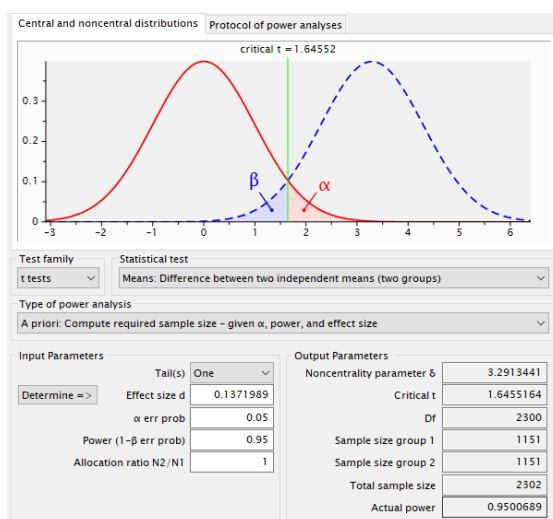 Central and noncentral distributions
Protocol of power analyses
critical t = 1.64552
0.3
0.2
0.1
0
β
α
-3 -2 -1 0 1 2 3 4 5 6
Test family
Statistical test
t tests
Means: Difference between two independent means (two groups)
Type of power analysis
A priori: Compute required sample size – given α, power, and effect size
Input Parameters
Output Parameters
Tail(s) One
Noncentrality parameter δ 3.2913441
Determine =>
Effect size d 0.1371989
Critical t 1.6455164
α err prob 0.05
Df 2300
Power (1-β err prob) 0.95
Sample size group 1 1151
Allocation ratio N2/N1 1
Sample size group 2 1151
Total sample size 2302
Actual power 0.9500689